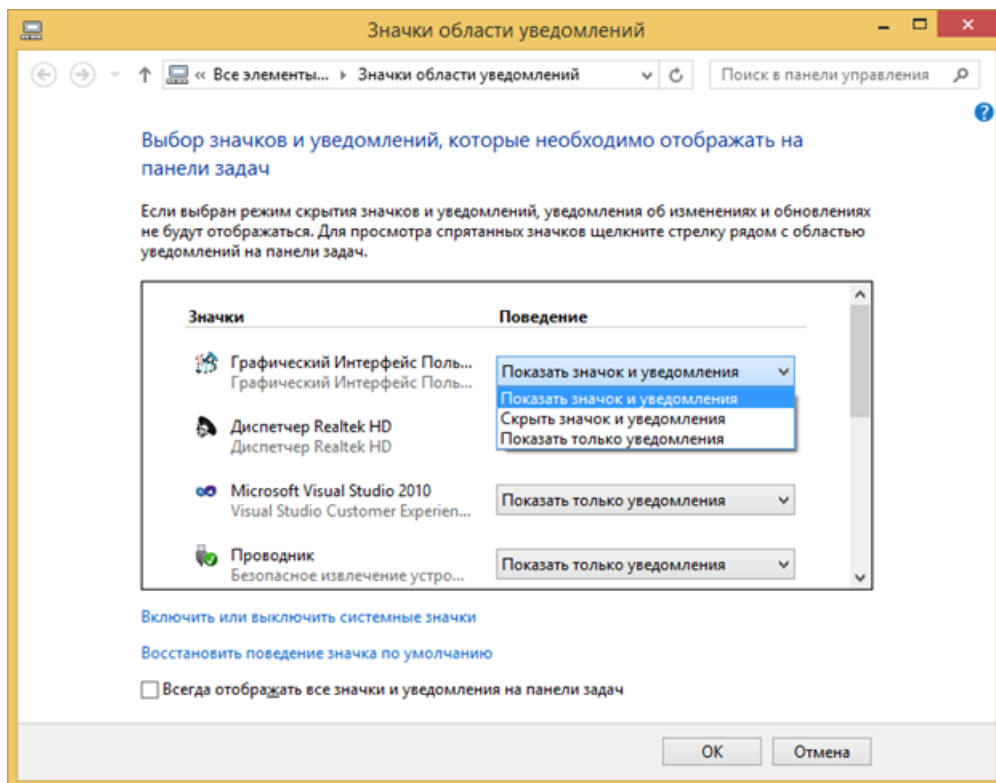 Значки области уведомлений
« Все элементы... Значки области уведомлений
Поиск в панели управления
?
Выбор значков и уведомлений, которые необходимо отображать на
панели задач
Если выбран режим скрытия значков и уведомлений, уведомления об изменениях и обновлениях
не будут отображаться. Для просмотра спрятанных значков щелкните стрелку рядом с областью
уведомлений на панели задач.
Значки Поведение
Графический Интерфейс Поль... Показать значок и уведомления
Графический Интерфейс Поль...
Показать значок и уведомления
Скрыть значок и уведомления
Показать только уведомления
Диспетчер Realtek HD
Диспетчер Realtek HD
Microsoft Visual Studio 2010 Показать только уведомления
Visual Studio Customer Experien...
Проводник Показать только уведомления
Безопасное извлечение устро...
Включить или выключить системные значки
Восстановить поведение значка по умолчанию
Всегда отображать все значки и уведомления на панели задач
ОК Отмена